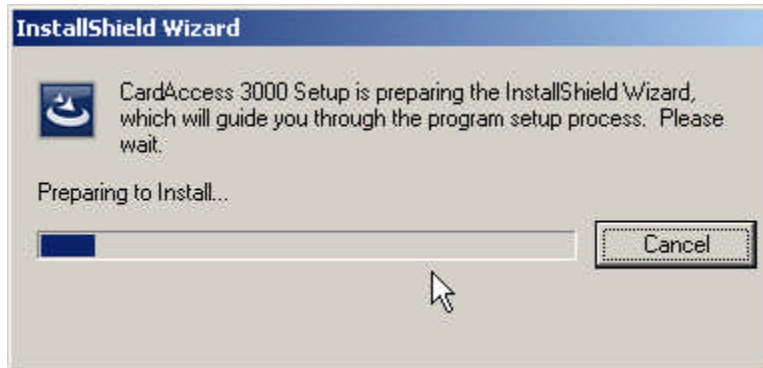 InstallShield Wizard
CardAccess 3000 Setup is preparing the InstallShield Wizard,
which will guide you through the program setup process.  Please
wait.
Preparing to Install...
Cancel